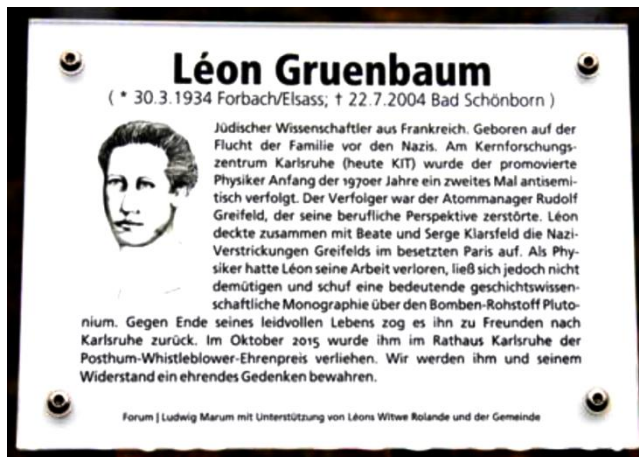 Léon Gruenbaum
( * 30.3.1934 Forbach/Elsass; † 22.7.2004 Bad Schönborn )
Jüdischer Wissenschaftler aus Frankreich. Geboren auf der
Flucht der Familie vor den Nazis. Am Kernforschungs-
zentrum Karlsruhe (heute KIT) wurde der promovierte
Physiker Anfang der 1970er Jahre ein zweites Mal antisemi-
tisch verfolgt. Der Verfolger war der Atommanager Rudolf
Greifeld, der seine berufliche Perspektive zerstörte. Léon
deckte zusammen mit Beate und Serge Klarsfeld die Nazi-
Verstrickungen Greifelds im besetzten Paris auf. Als Phy-
siker hatte Léon seine Arbeit verloren, ließ sich jedoch nicht
demütigen und schuf eine bedeutende geschichtswissen-
schaftliche Monographie über den Bomben-Rohstoff Pluto-
nium. Gegen Ende seines leidvollen Lebens zog es ihn zu Freunden nach
Karlsruhe zurück. Im Oktober 2015 wurde ihm im Rathaus Karlsruhe der
Posthum-Whistleblower-Ehrenpreis verliehen. Wir werden ihm und seinem
Widerstand ein ehrendes Gedenken bewahren.
Forum | Ludwig Marum mit Unterstützung von Léons Witwe Rolande und der Gemeinde